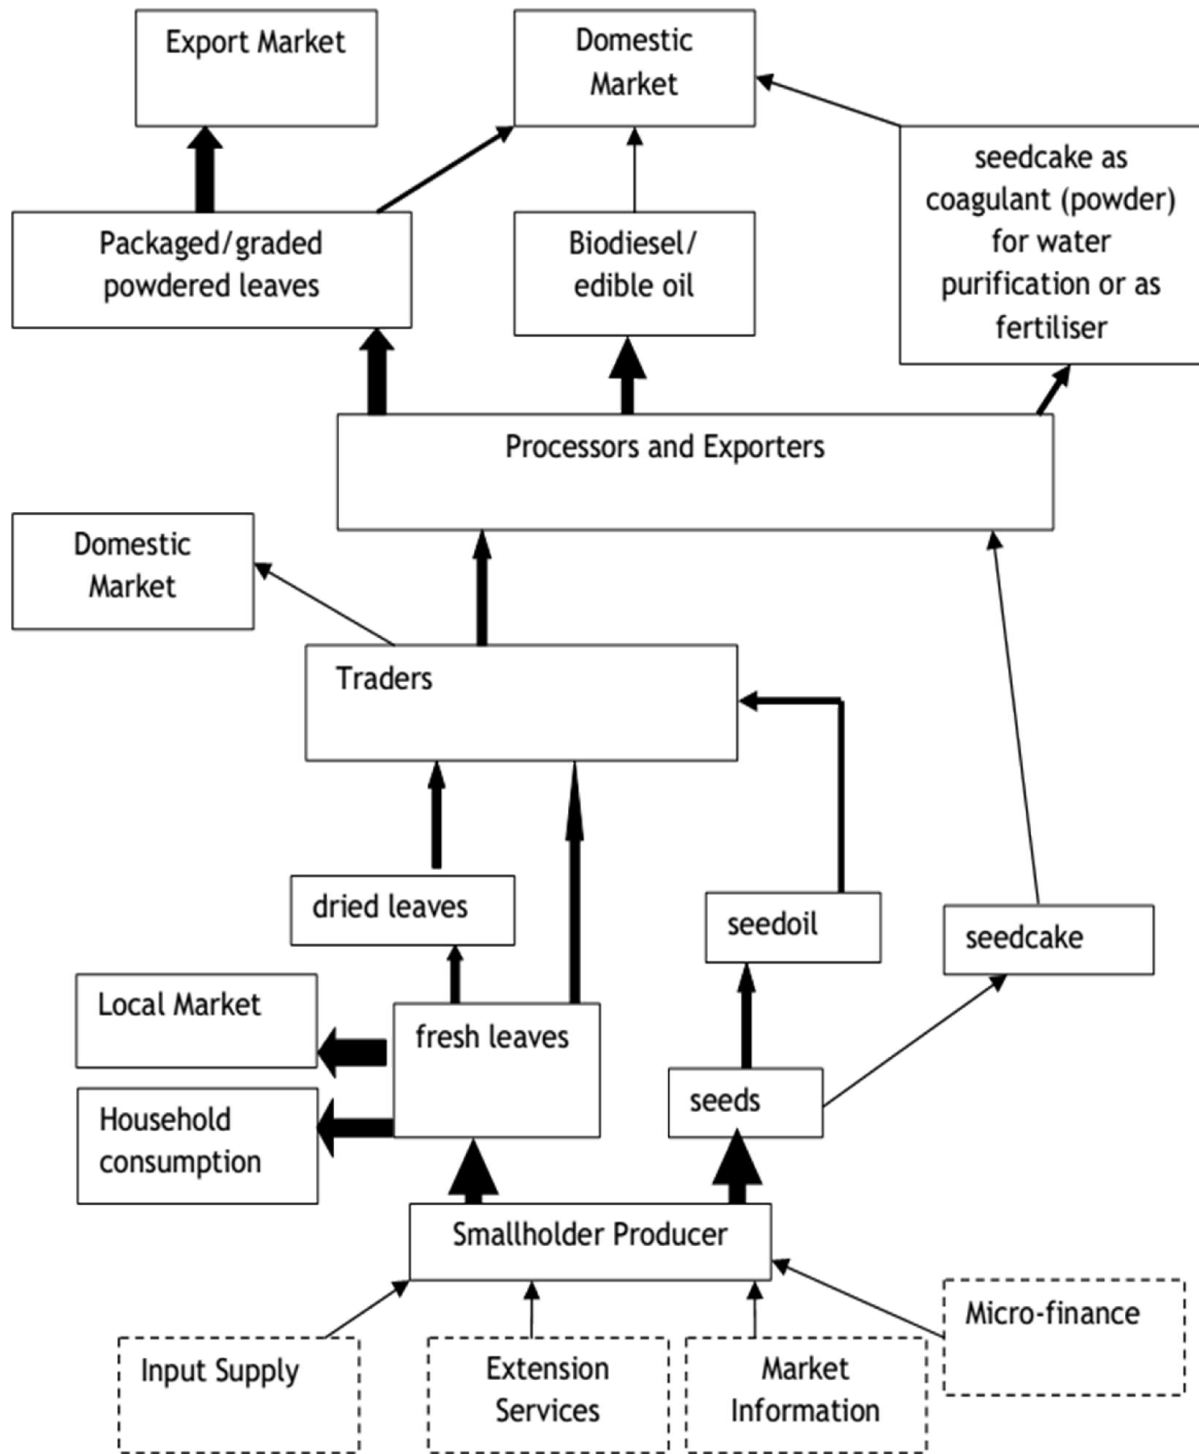 Export Market
Domestic
Market
seedcake as
coagulant (powder)
for water
purification or as
fertiliser
Packaged/graded
powdered leaves
Biodiesel/
edible oil
Processors and Exporters
Domestic
Market
Traders
dried leaves
seedoil
seedcake
Local Market
fresh leaves
seeds
Household
consumption
Smallholder Producer
Micro-finance
Input Supply
Extension
Services
Market
Information